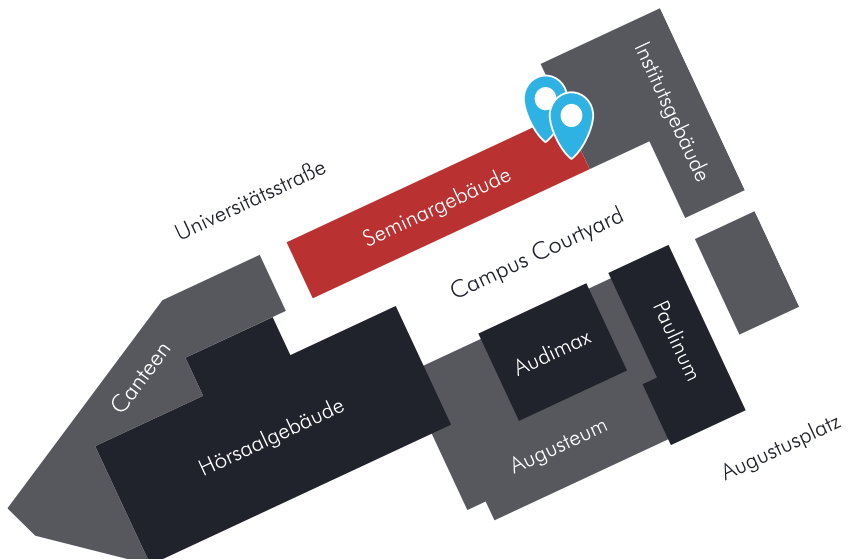 Institutsgebäude
Universitätsstraße
Seminargebäude
Campus Courtyard
Canteen
Audimax
Paulinum
Hörsaalgebäude
Augusteum
Augustusplatz